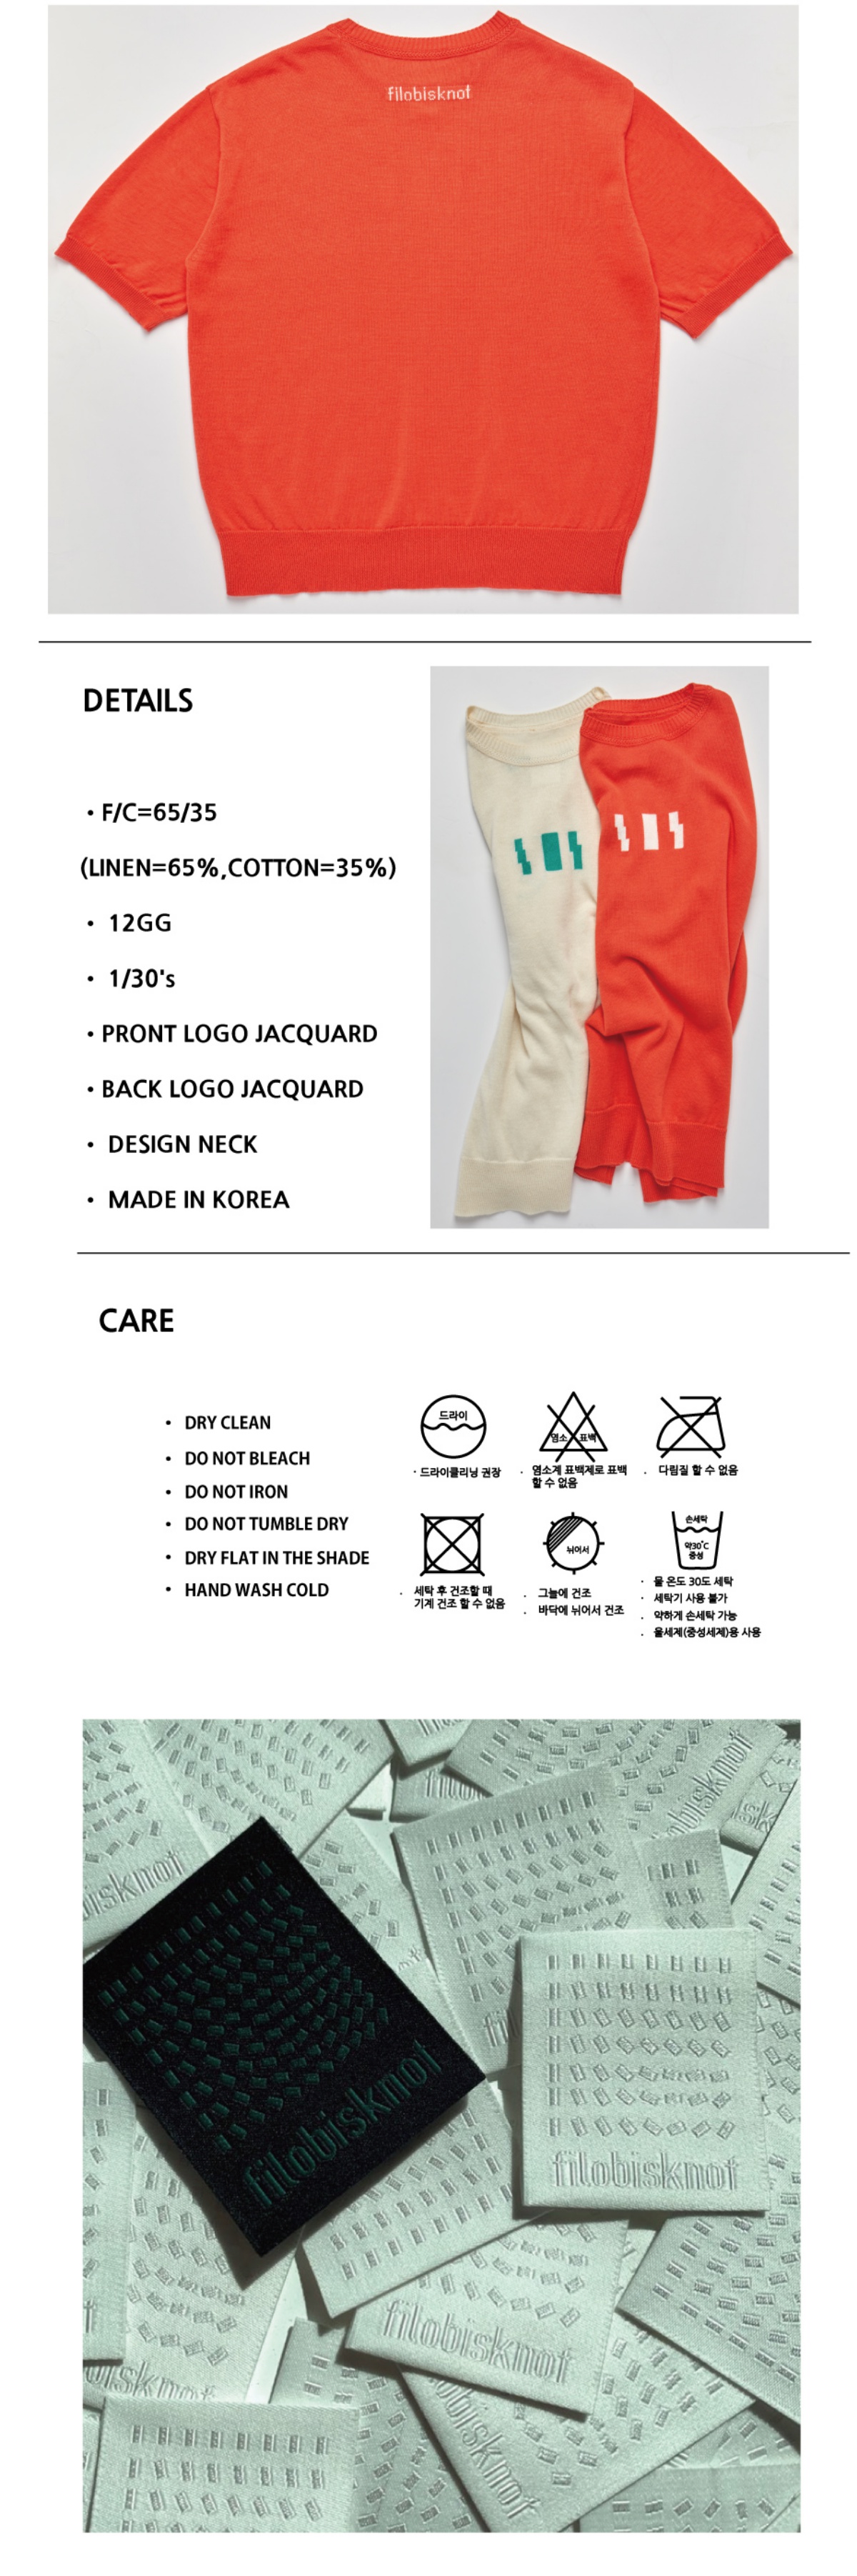 filobisknot
DETAILS
· F/C=65/35
(LINEN=65%,COTTON=35%)
· 12GG
· 1/30's
· PRONT LOGO JACQUARD
· BACK LOGO JACQUARD
· DESIGN NECK
· MADE IN KOREA
CARE
· DRY CLEAN
· DO NOT BLEACH
· DO NOT IRON
· DO NOT TUMBLE DRY
· DRY FLAT IN THE SHADE
· HAND WASH COLD
드라이
· 드라이클리닝 권장
염소 표백
· 염소계 표백제로 표백
할 수 없음
· 다림질 할 수 없음
· 세탁 후 건조할 때
기계 건조 할 수 없음
뉘어서
· 그늘에 건조
· 바닥에 뉘어서 건조
손세탁
약30˚C
중성
· 물 온도 30도 세탁
· 세탁기 사용 불가
· 약하게 손세탁 가능
· 울세제(중성세제)용 사용
filobisknot
filobisknot
filobisknot